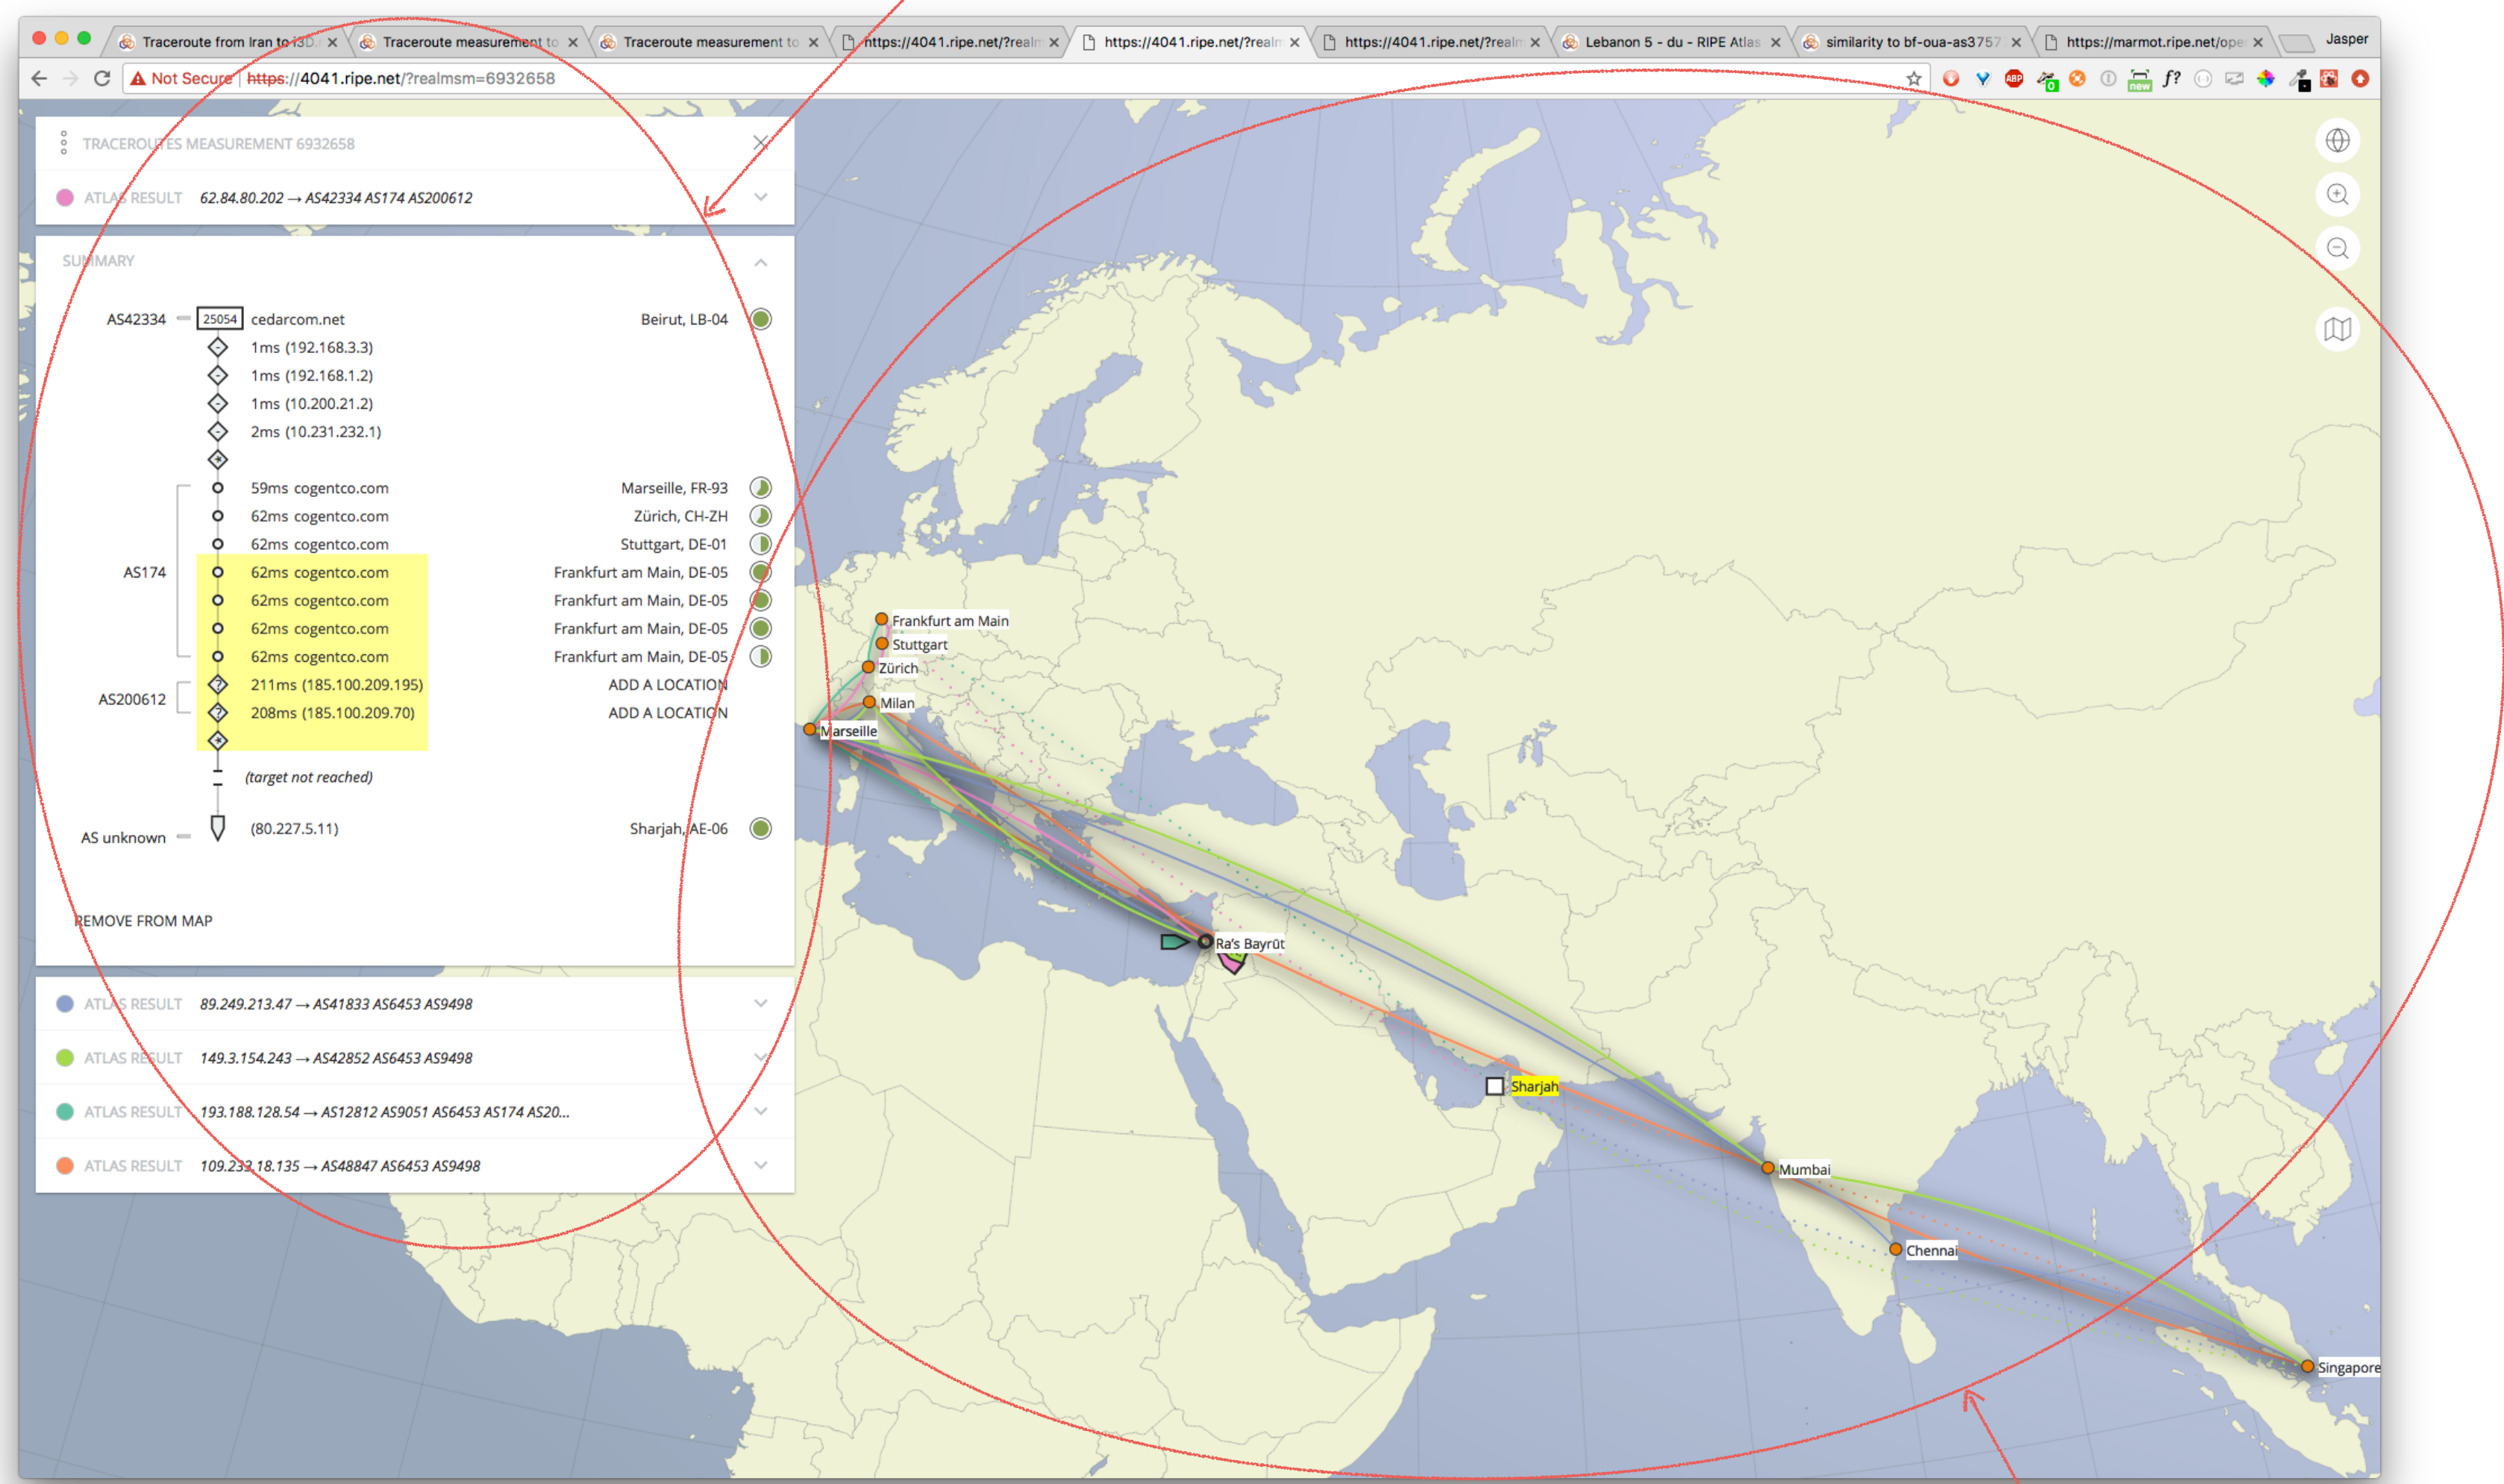 Traceroute from Iran to i3D.
Traceroute measurement to
Traceroute measurement to
https://4041.ripe.net/?realm
https://4041.ripe.net/?realm
https://4041.ripe.net/?realm
Lebanon 5 - du - RIPE Atlas
similarity to bf-oua-as3757
https://marmot.ripe.net/ope
Jasper
Not Secure | https://4041.ripe.net/?realmsm=6932658
ABP
0
new
f?
TRACEROUTES MEASUREMENT 6932658
ATLAS RESULT 62.84.80.202 → AS42334 AS174 AS200612
SUMMARY
AS42334 25054 cedarcom.net Beirut, LB-04
1ms (192.168.3.3)
1ms (192.168.1.2)
1ms (10.200.21.2)
2ms (10.231.232.1)
59ms cogentco.com Marseille, FR-93
62ms cogentco.com Zürich, CH-ZH
62ms cogentco.com Stuttgart, DE-01
AS174 62ms cogentco.com Frankfurt am Main, DE-05
62ms cogentco.com Frankfurt am Main, DE-05
62ms cogentco.com Frankfurt am Main, DE-05
62ms cogentco.com Frankfurt am Main, DE-05
AS200612
211ms (185.100.209.195) ADD A LOCATION
208ms (185.100.209.70) ADD A LOCATION
(target not reached)
AS unknown (80.227.5.11) Sharjah, AE-06
REMOVE FROM MAP
ATLAS RESULT 89.249.213.47 → AS41833 AS6453 AS9498
ATLAS RESULT 149.3.154.243 → AS42852 AS6453 AS9498
ATLAS RESULT 193.188.128.54 → AS12812 AS9051 AS6453 AS174 AS20...
ATLAS RESULT 109.233.18.135 → AS48847 AS6453 AS9498
Frankfurt am Main
Stuttgart
Zürich
Milan
Marseille
Ra's Bayrūt
Sharjah
Mumbai
Chennai
Singapore